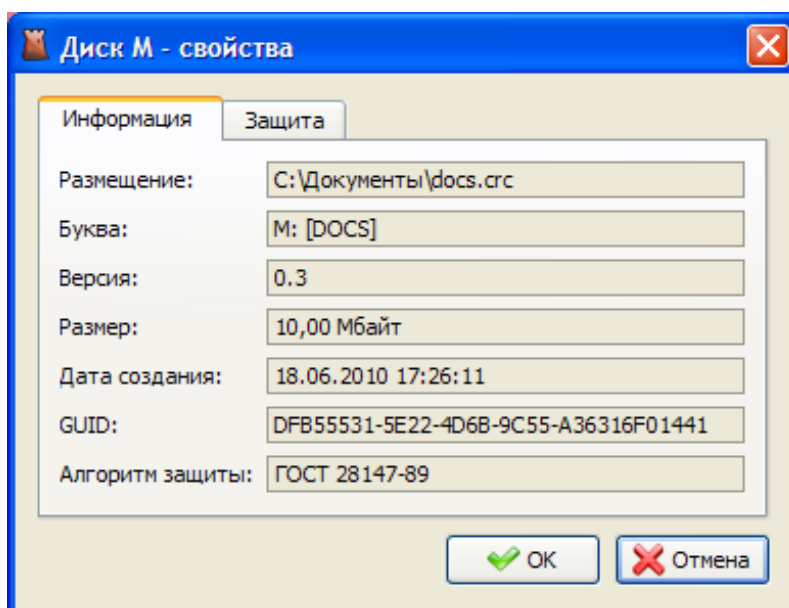 Диск M - свойства
Информация Защита
Размещение: C:\Документы\docs.crc
Буква: M: [DOCS]
Версия: 0.3
Размер: 10,00 Мбайт
Дата создания: 18.06.2010 17:26:11
GUID: DFB55531-5E22-4D6B-9C55-A36316F01441
Алгоритм защиты: ГОСТ 28147-89
OK Отмена